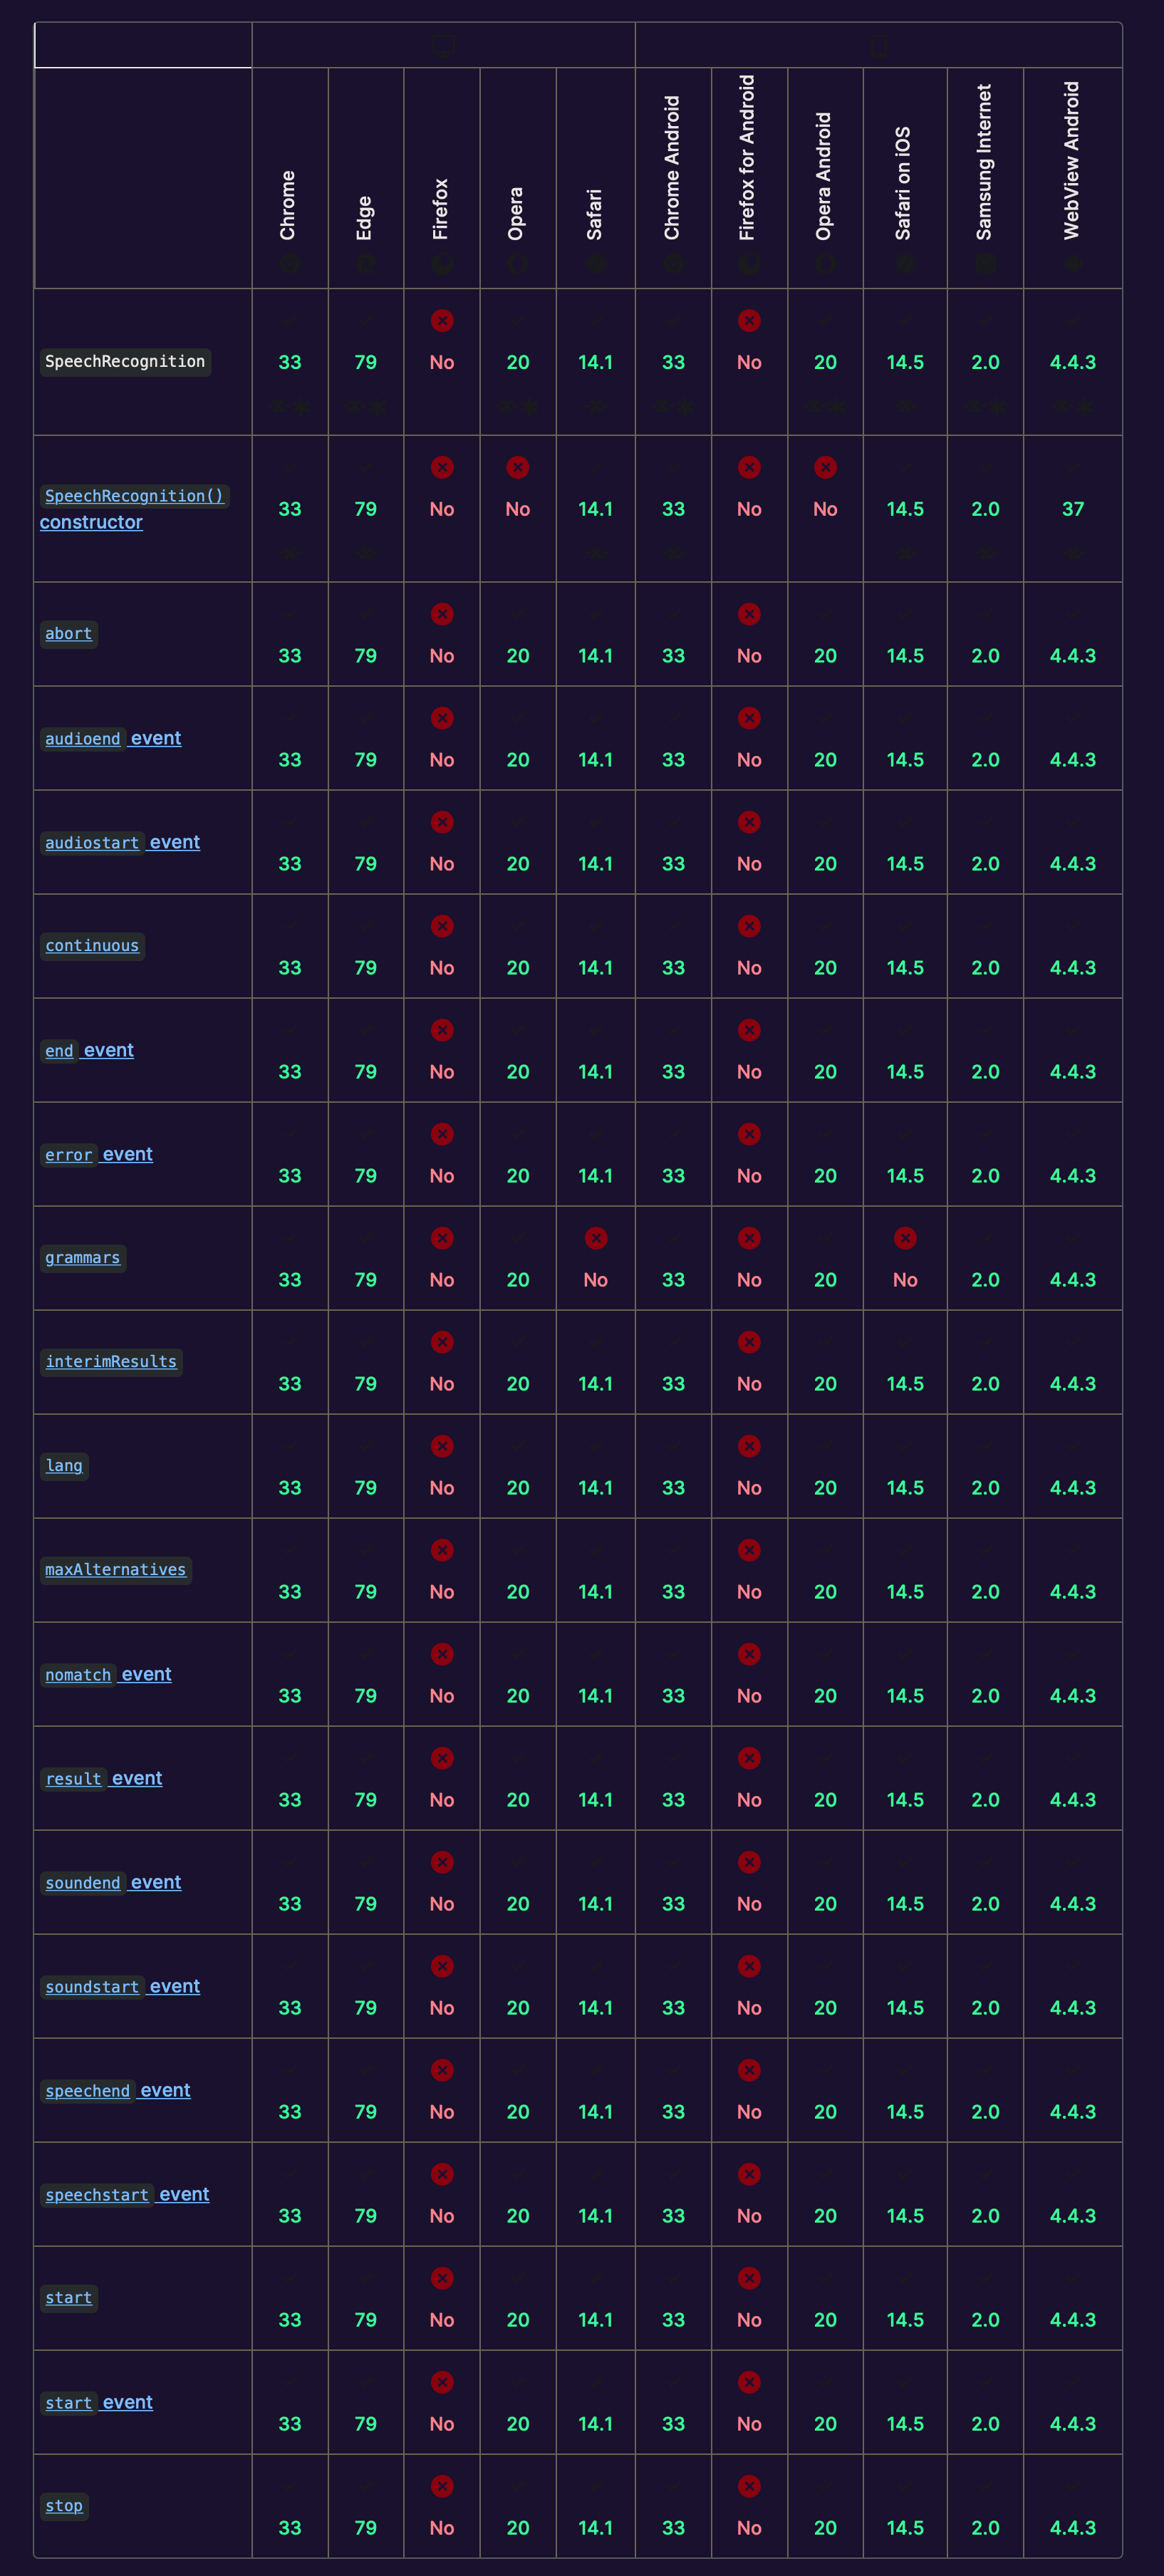 Chrome Edge Firefox Opera Safari Chrome Android Firefox for Android Opera Android Safari on iOS Samsung Internet WebView Android
SpeechRecognition 33 79 No 20 14.1 33 No 20 14.5 2.0 4.4.3
SpeechRecognition()
constructor 33 79 No No 14.1 33 No No 14.5 2.0 37
abort 33 79 No 20 14.1 33 No 20 14.5 2.0 4.4.3
audioend event 33 79 No 20 14.1 33 No 20 14.5 2.0 4.4.3
audiostart event 33 79 No 20 14.1 33 No 20 14.5 2.0 4.4.3
continuous 33 79 No 20 14.1 33 No 20 14.5 2.0 4.4.3
end event 33 79 No 20 14.1 33 No 20 14.5 2.0 4.4.3
error event 33 79 No 20 14.1 33 No 20 14.5 2.0 4.4.3
grammars 33 79 No 20 No 33 No 20 No 2.0 4.4.3
interimResults 33 79 No 20 14.1 33 No 20 14.5 2.0 4.4.3
lang 33 79 No 20 14.1 33 No 20 14.5 2.0 4.4.3
maxAlternatives 33 79 No 20 14.1 33 No 20 14.5 2.0 4.4.3
nomatch event 33 79 No 20 14.1 33 No 20 14.5 2.0 4.4.3
result event 33 79 No 20 14.1 33 No 20 14.5 2.0 4.4.3
soundend event 33 79 No 20 14.1 33 No 20 14.5 2.0 4.4.3
soundstart event 33 79 No 20 14.1 33 No 20 14.5 2.0 4.4.3
speechend event 33 79 No 20 14.1 33 No 20 14.5 2.0 4.4.3
speechstart event 33 79 No 20 14.1 33 No 20 14.5 2.0 4.4.3
start 33 79 No 20 14.1 33 No 20 14.5 2.0 4.4.3
start event 33 79 No 20 14.1 33 No 20 14.5 2.0 4.4.3
stop 33 79 No 20 14.1 33 No 20 14.5 2.0 4.4.3